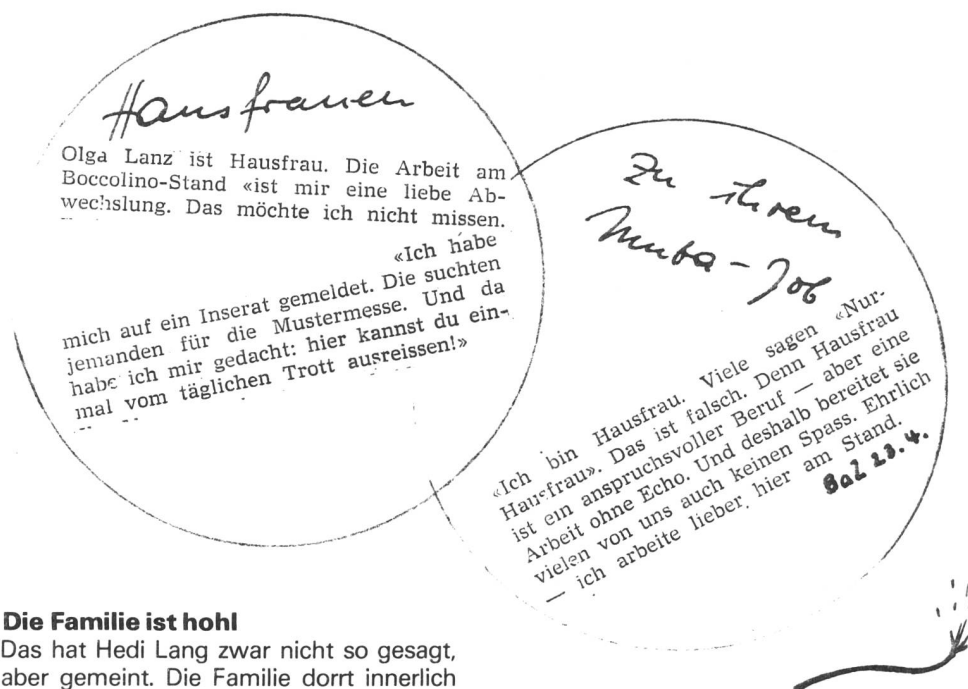 Hausfrauen
Olga Lanz ist Hausfrau. Die Arbeit am
Boccolino-Stand «ist mir eine liebe Ab-
wechslung. Das möchte ich nicht missen.
«Ich habe
mich auf ein Inserat gemeldet. Die suchten
jemanden für die Mustermesse. Und da
habe ich mir gedacht: hier kannst du ein-
mal vom täglichen Trott ausreissen!»
Zu ihrem
Muba-Job
«Ich bin Hausfrau. Viele sagen «Nur-
Hausfrau». Das ist falsch. Denn Hausfrau
ist ein anspruchsvoller Beruf — aber eine
Arbeit ohne Echo. Und deshalb bereitet sie
vielen von uns auch keinen Spass. Ehrlich
— ich arbeite lieber hier am Stand.
BaZ 23.4.
Die Familie ist hohl
Das hat Hedi Lang zwar nicht so gesagt,
aber gemeint. Die Familie dorrt innerlich